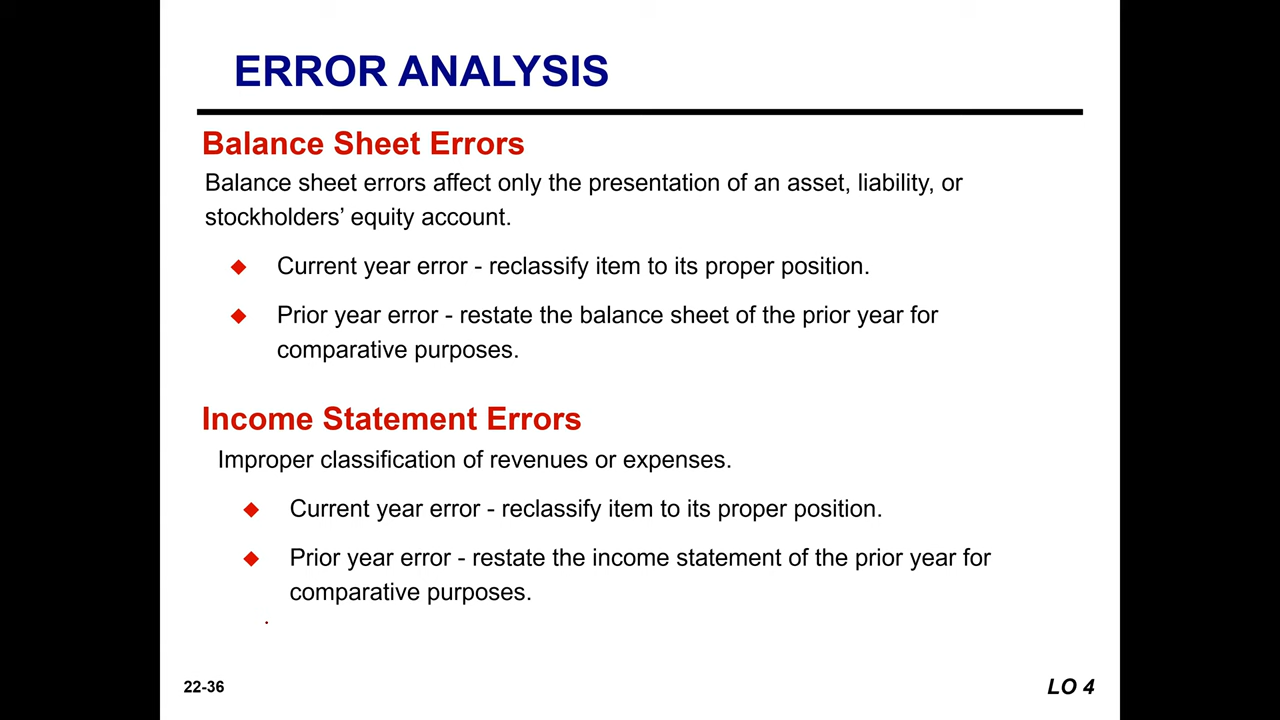 ERROR ANALYSIS
Balance Sheet Errors
Balance sheet errors affect only the presentation of an asset, liability, or
stockholders’ equity account.
Current year error - reclassify item to its proper position.
Prior year error - restate the balance sheet of the prior year for
comparative purposes.
Income Statement Errors
Improper classification of revenues or expenses.
Current year error - reclassify item to its proper position.
Prior year error - restate the income statement of the prior year for
comparative purposes.
22-36
LO 4